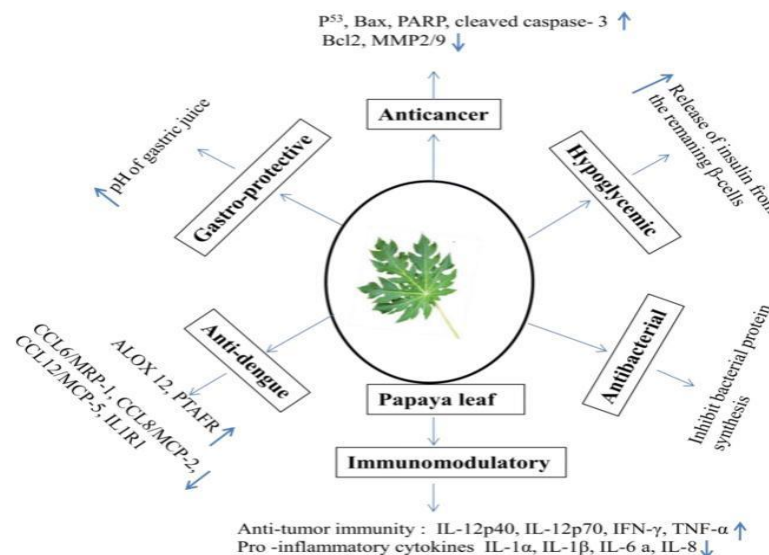 P⁵³, Bax, PARP, cleaved caspase- 3
Bcl2, MMP2/9
Anticancer
Release of insulin from
the remaning β-cells
Hypoglycemic
pH of gastric juice
Gastro-protective
Anti-dengue
ALOX 12, PTAFR
CCL6/MRP-1, CCL8/MCP-2,
CCL12/MCP-5, IL1R1
Antibacterial
Inhibit bacterial protein
synthesis
Papaya leaf
Immunomodulatory
Anti-tumor immunity : IL-12p40, IL-12p70, IFN-γ, TNF-α
Pro -inflammatory cytokines IL-1α, IL-1β, IL-6 a, IL-8